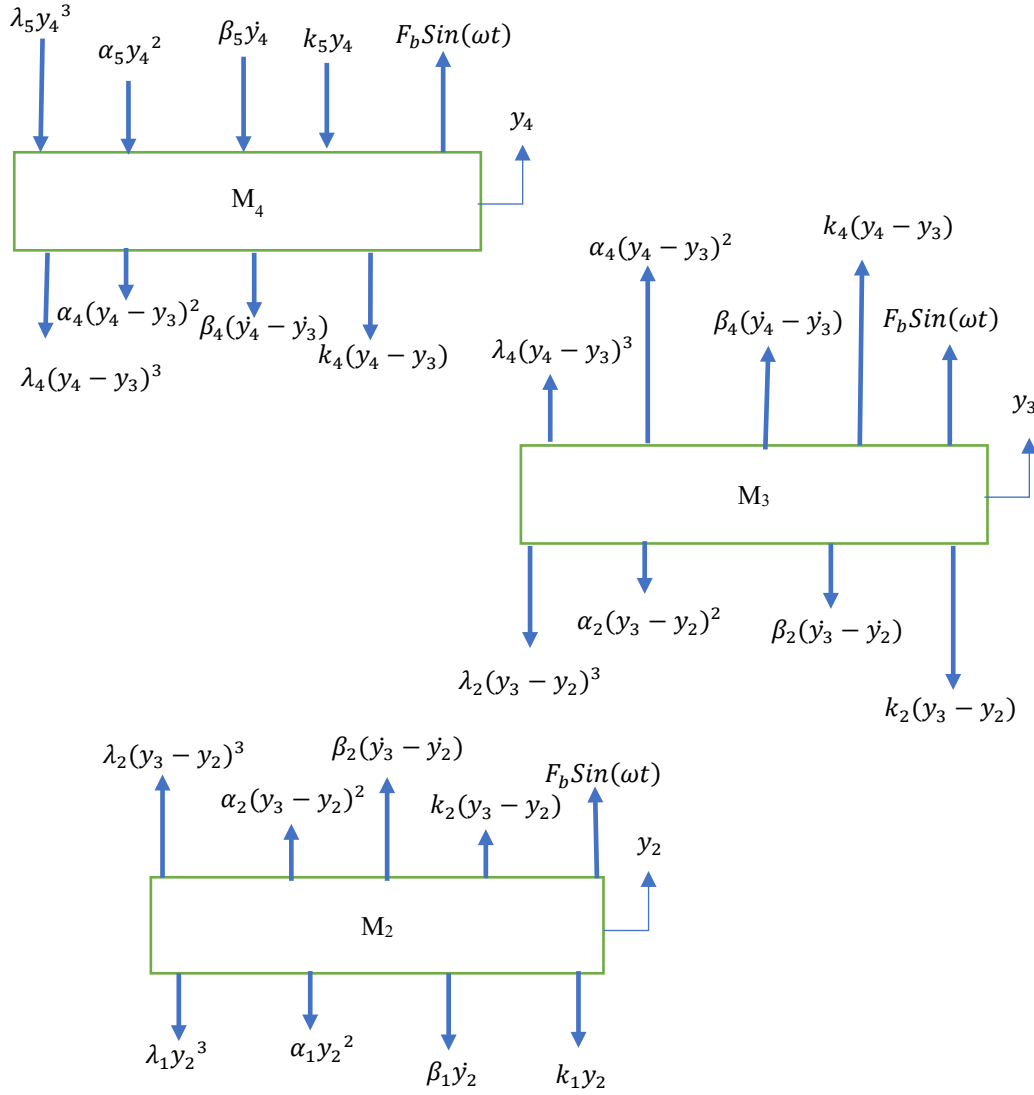 λ₅y₄³
α₅y₄²
β₅ẏ₄
k₅y₄
F_bSin(ωt)
y₄
M₄
α₄(y₄ − y₃)²
β₄(ẏ₄ − ẏ₃)
k₄(y₄ − y₃)
λ₄(y₄ − y₃)³
k₄(y₄ − y₃)
α₄(y₄ − y₃)²
β₄(ẏ₄ − ẏ₃)
F_bSin(ωt)
λ₄(y₄ − y₃)³
y₃
M₃
α₂(y₃ − y₂)²
β₂(ẏ₃ − ẏ₂)
λ₂(y₃ − y₂)³
k₂(y₃ − y₂)
λ₂(y₃ − y₂)³
β₂(ẏ₃ − ẏ₂)
α₂(y₃ − y₂)²
k₂(y₃ − y₂)
F_bSin(ωt)
y₂
M₂
λ₁y₂³
α₁y₂²
β₁ẏ₂
k₁y₂